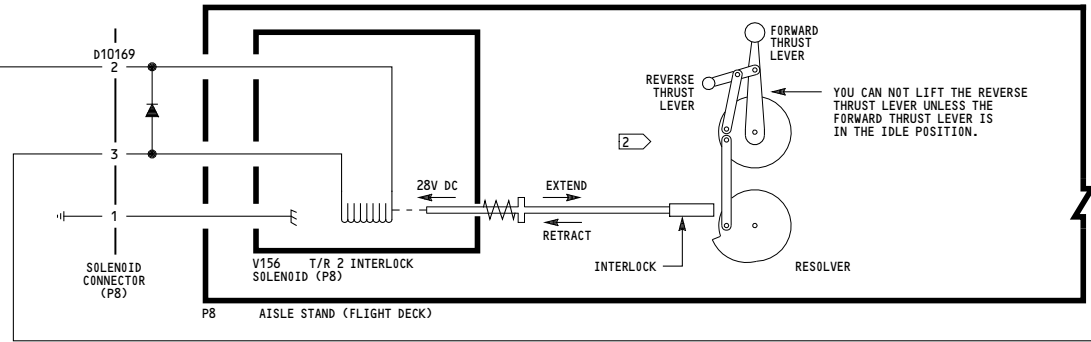 D10169
2
3
1
SOLENOID
CONNECTOR
(P8)
28V DC
EXTEND
RETRACT
INTERLOCK
V156 T/R 2 INTERLOCK
SOLENOID (P8)
P8 AISLE STAND (FLIGHT DECK)
FORWARD
THRUST
LEVER
REVERSE
THRUST
LEVER
2
YOU CAN NOT LIFT THE REVERSE
THRUST LEVER UNLESS THE
FORWARD THRUST LEVER IS
IN THE IDLE POSITION.
RESOLVER